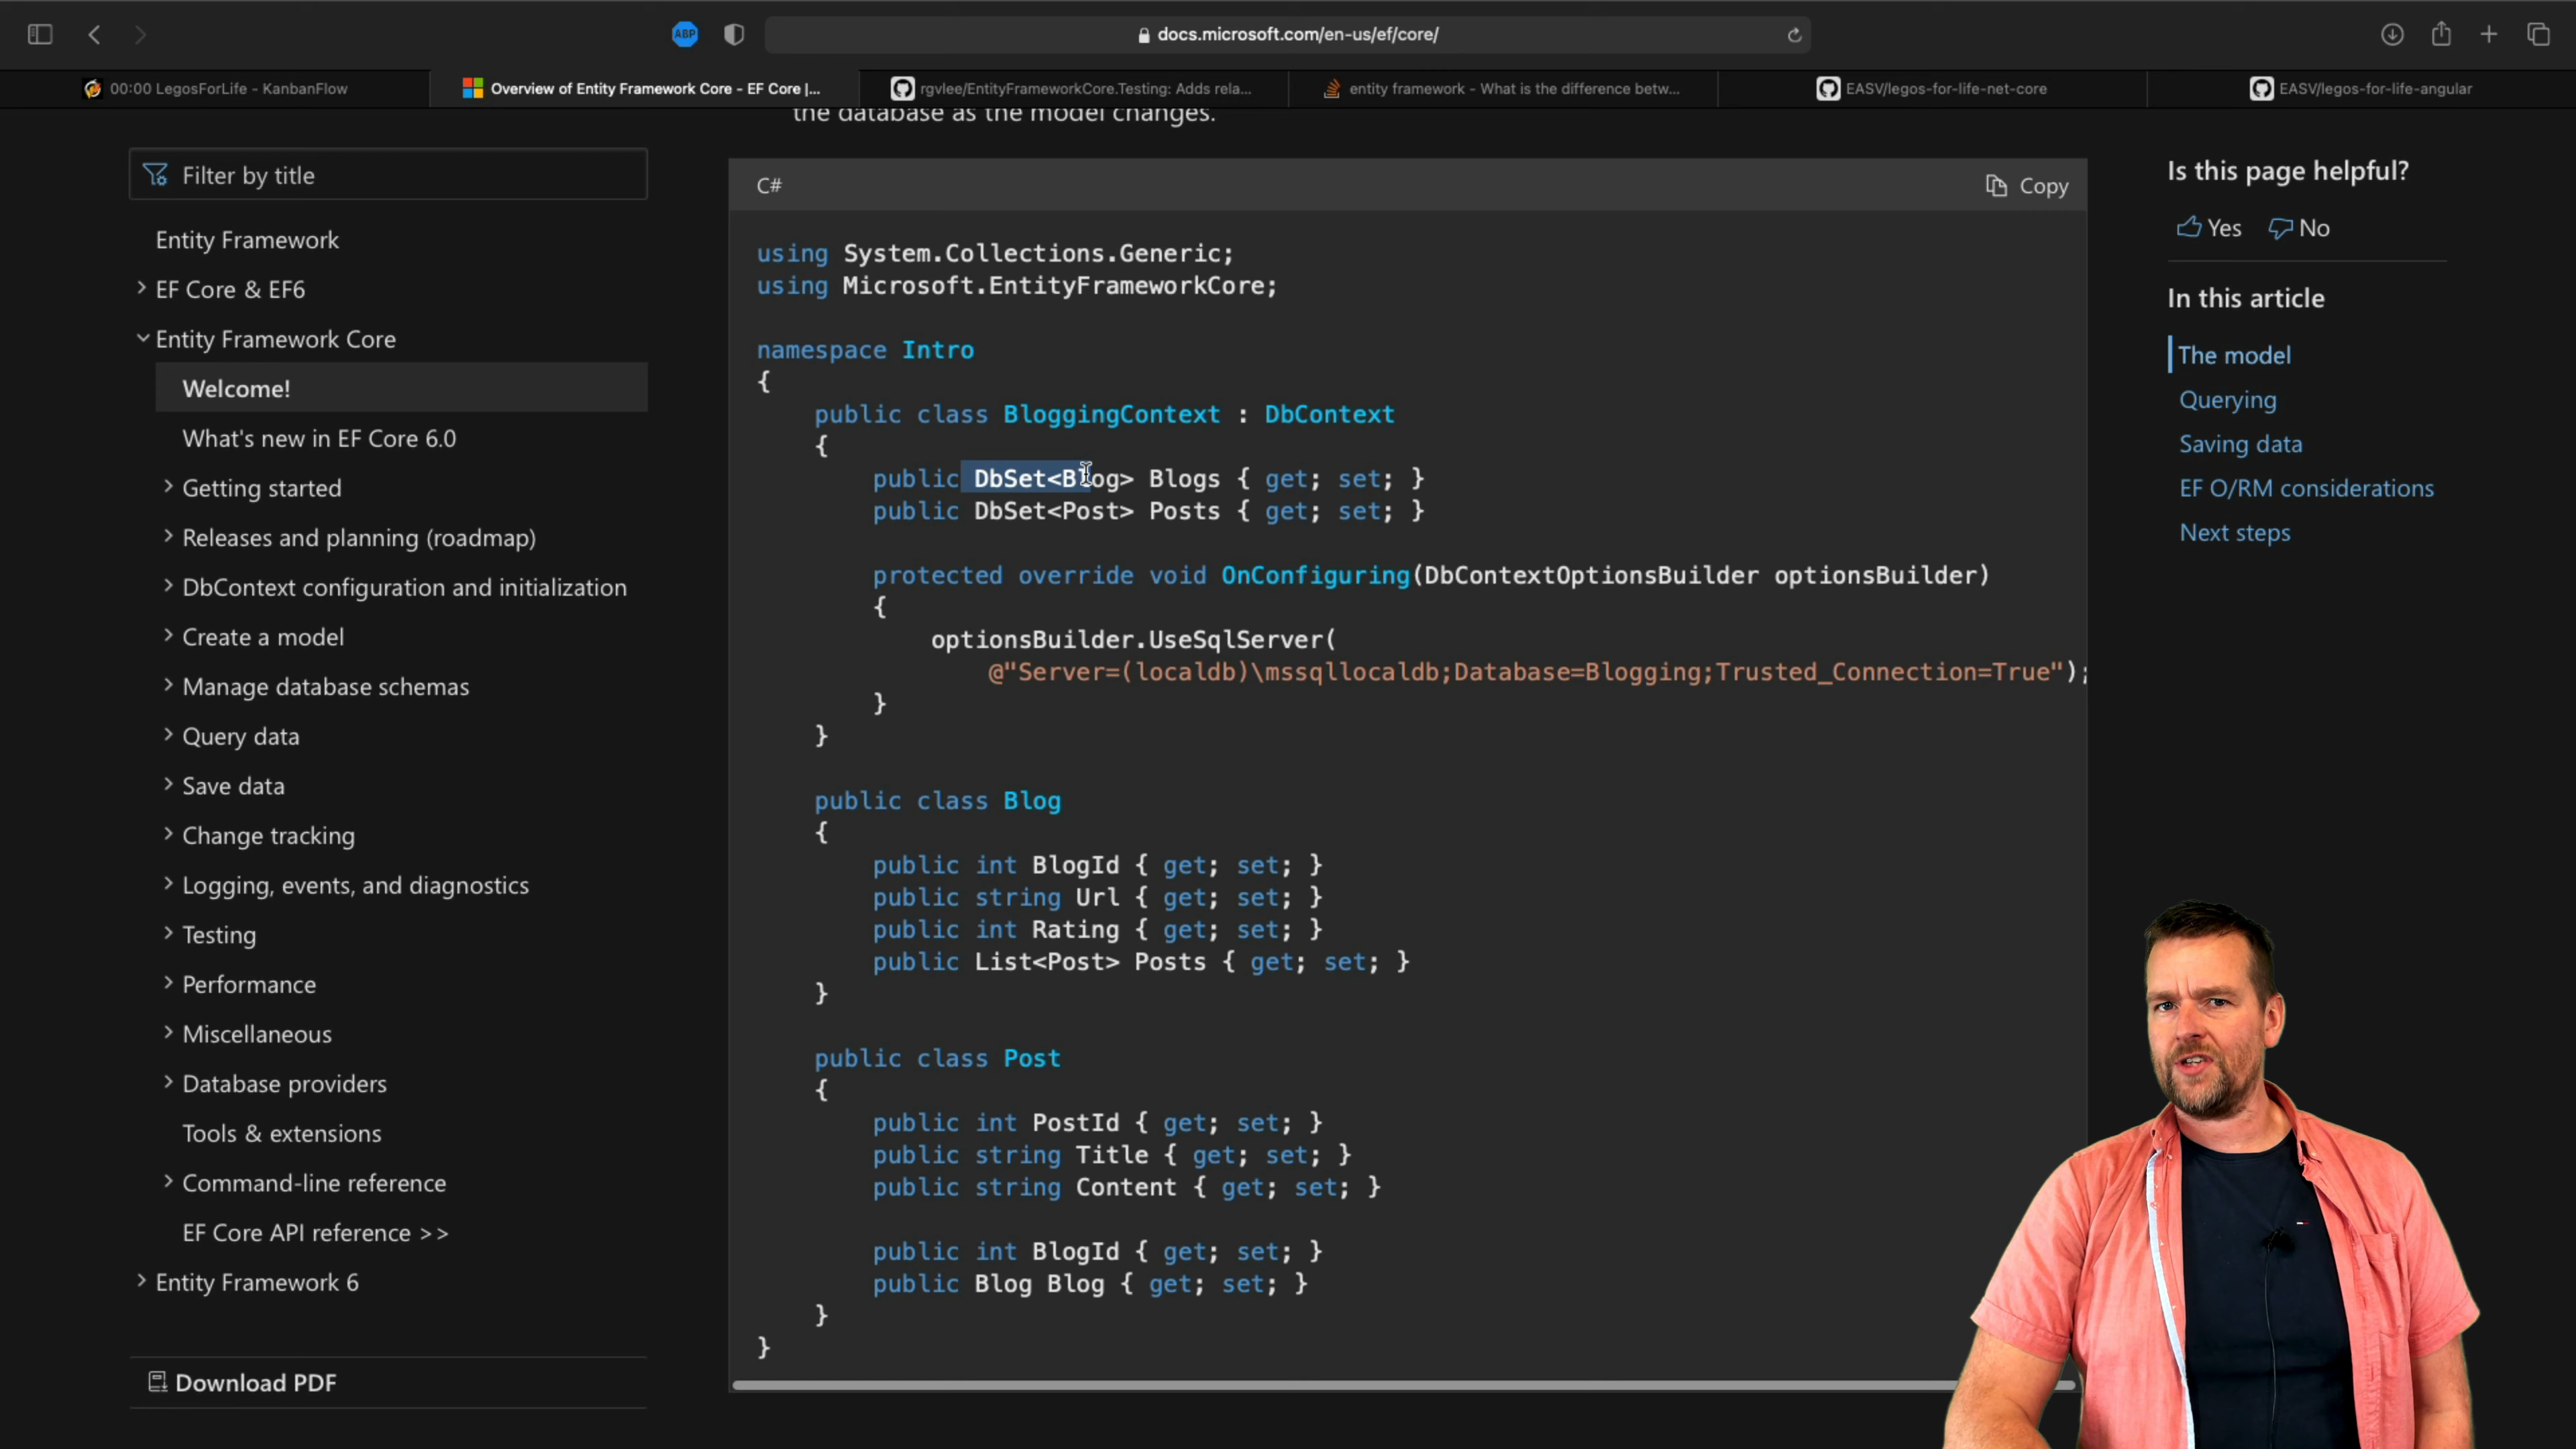 ABP
docs.microsoft.com/en-us/ef/core/
00:00 LegosForLife - KanbanFlow
Overview of Entity Framework Core - EF Core |...
rgvlee/EntityFrameworkCore.Testing: Adds rela...
entity framework - What is the difference betw...
EASV/legos-for-life-net-core
EASV/legos-for-life-angular
the database as the model changes.
Filter by title
Entity Framework
EF Core & EF6
Entity Framework Core
Welcome!
What's new in EF Core 6.0
Getting started
Releases and planning (roadmap)
DbContext configuration and initialization
Create a model
Manage database schemas
Query data
Save data
Change tracking
Logging, events, and diagnostics
Testing
Performance
Miscellaneous
Database providers
Tools & extensions
Command-line reference
EF Core API reference >>
Entity Framework 6
Download PDF
C#
Copy
using System.Collections.Generic;
using Microsoft.EntityFrameworkCore;
namespace Intro
{
public class BloggingContext : DbContext
{
public DbSet<Blog> Blogs { get; set; }
public DbSet<Post> Posts { get; set; }
protected override void OnConfiguring(DbContextOptionsBuilder optionsBuilder)
{
optionsBuilder.UseSqlServer(
@"Server=(localdb)\mssqllocaldb;Database=Blogging;Trusted_Connection=True");
}
}
public class Blog
{
public int BlogId { get; set; }
public string Url { get; set; }
public int Rating { get; set; }
public List<Post> Posts { get; set; }
}
public class Post
{
public int PostId { get; set; }
public string Title { get; set; }
public string Content { get; set; }
public int BlogId { get; set; }
public Blog Blog { get; set; }
}
}
Is this page helpful?
Yes
No
In this article
The model
Querying
Saving data
EF O/RM considerations
Next steps